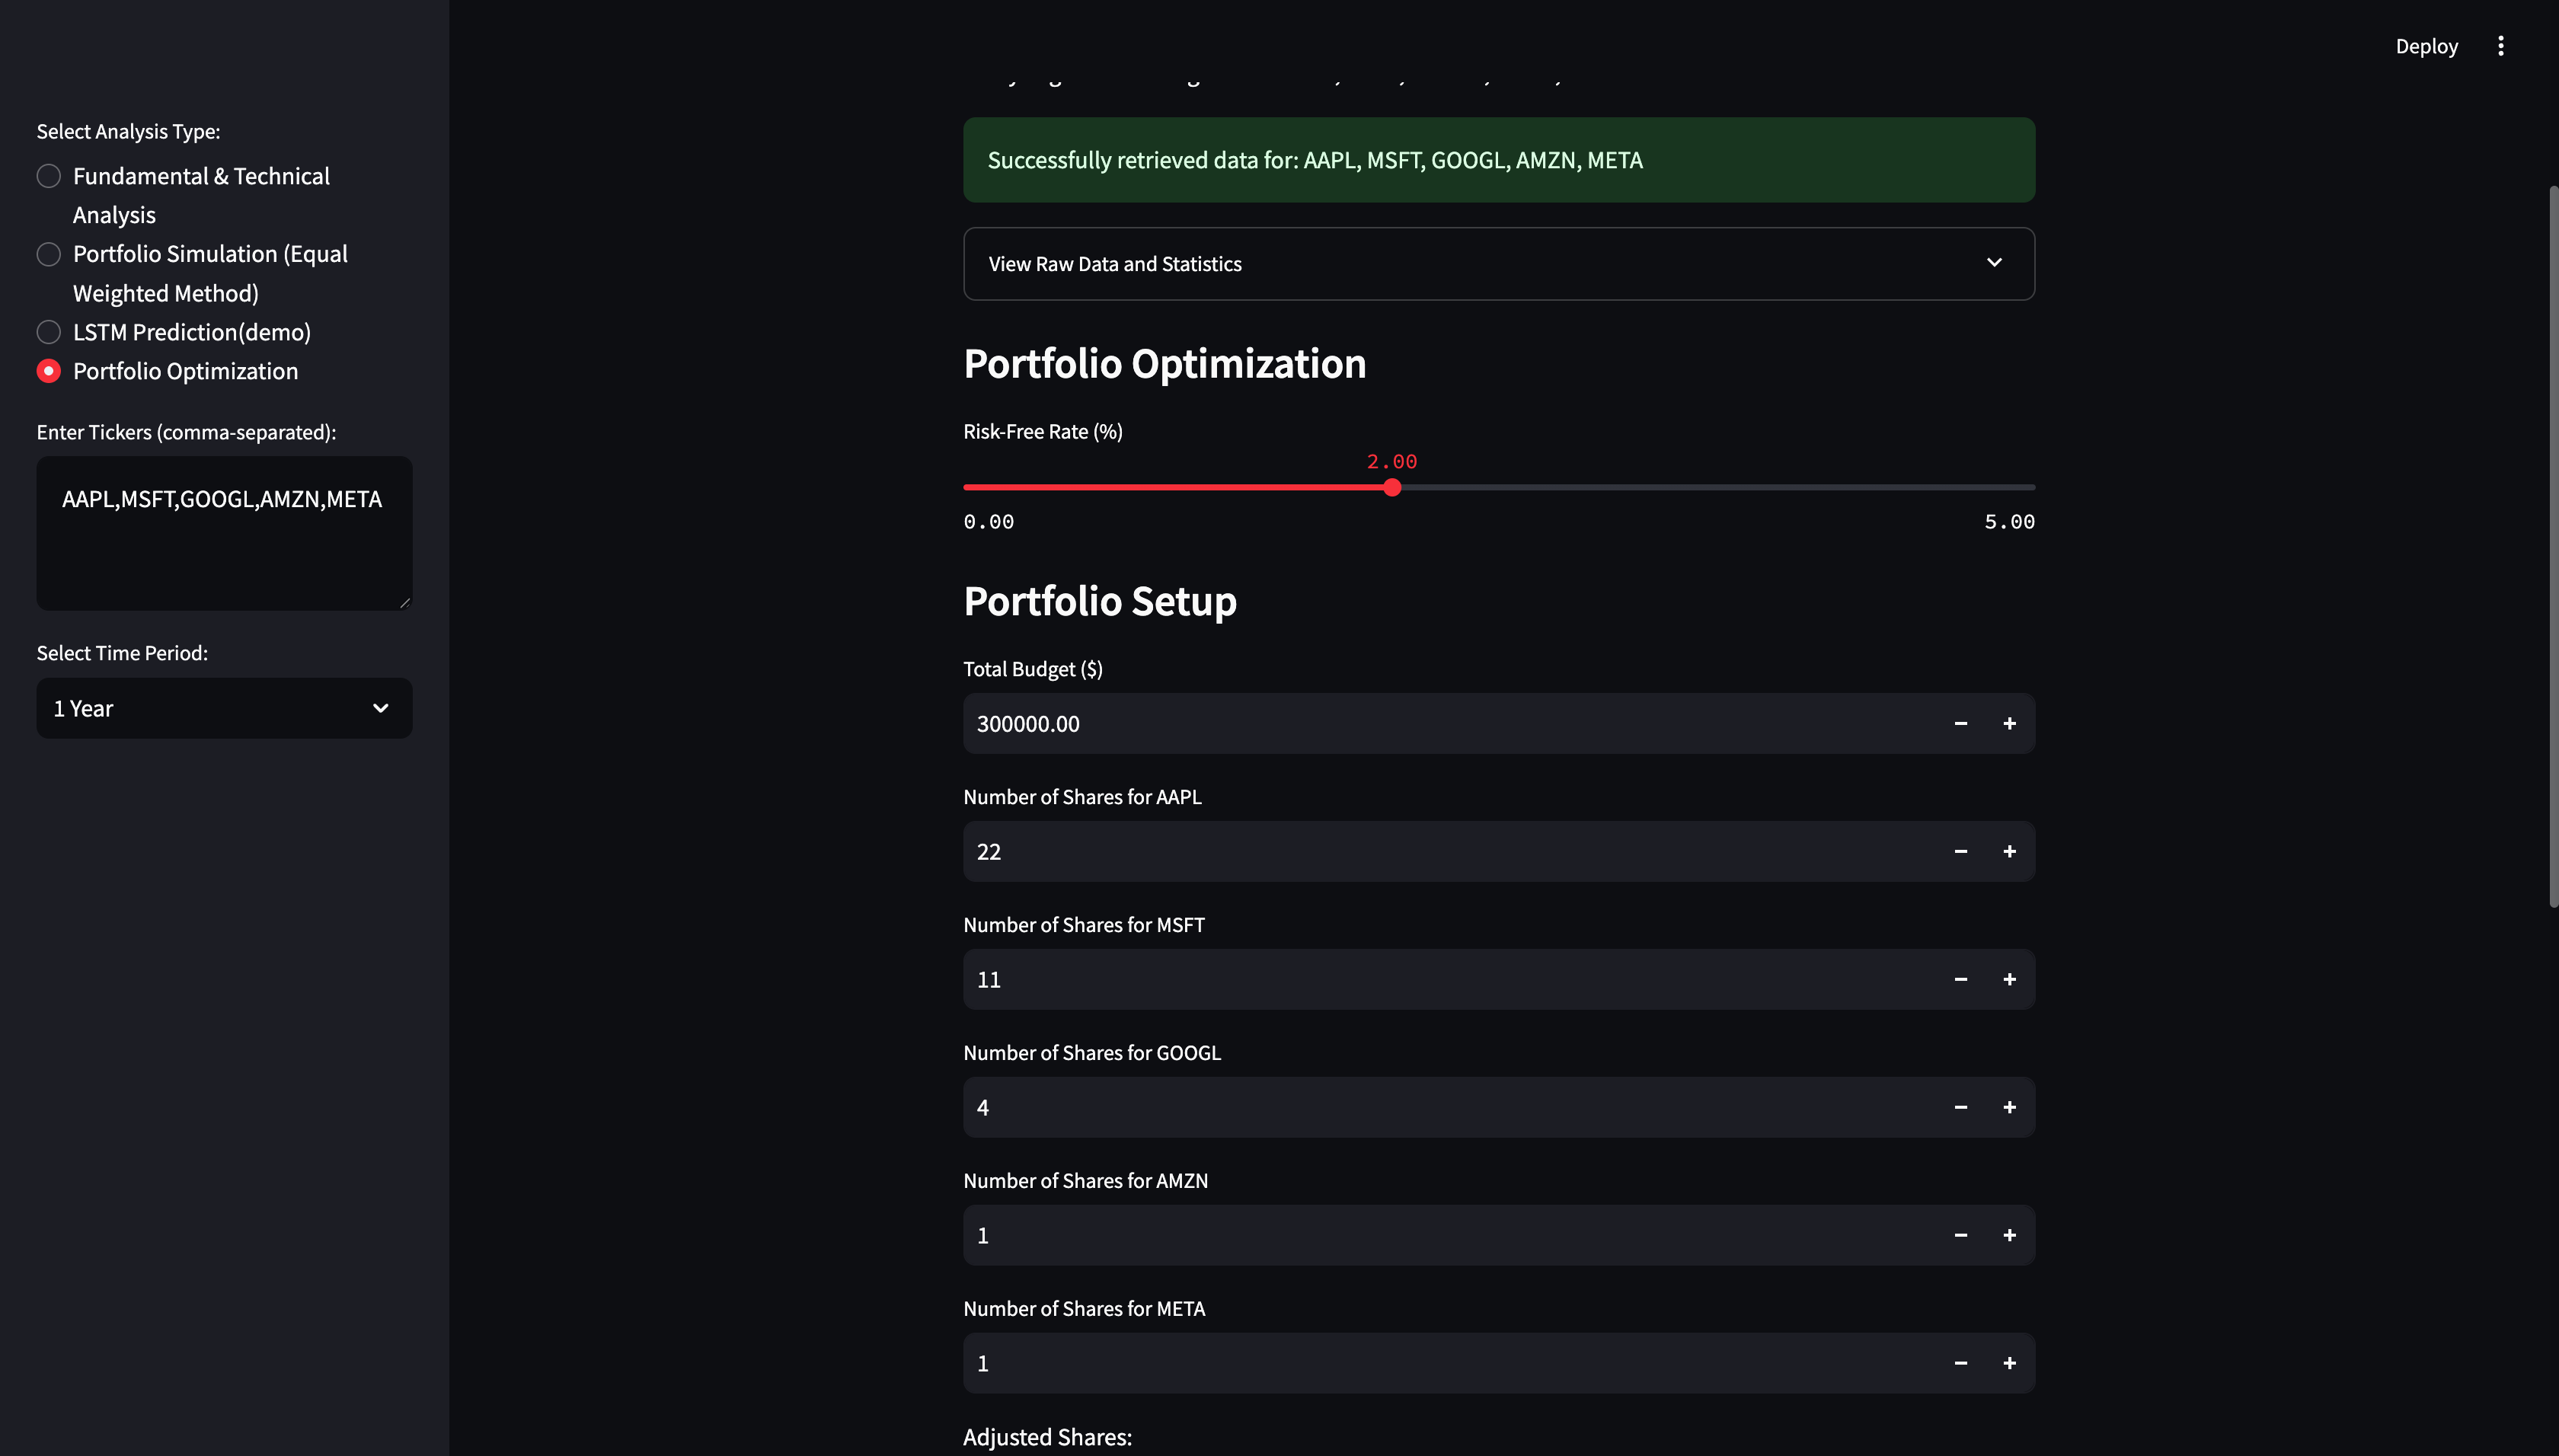 Deploy
Select Analysis Type:
Fundamental & Technical
Analysis
Portfolio Simulation (Equal
Weighted Method)
LSTM Prediction(demo)
Portfolio Optimization
Enter Tickers (comma-separated):
AAPL,MSFT,GOOGL,AMZN,META
Select Time Period:
1 Year
Successfully retrieved data for: AAPL, MSFT, GOOGL, AMZN, META
View Raw Data and Statistics
Portfolio Optimization
Risk-Free Rate (%)
2.00
0.00 5.00
Portfolio Setup
Total Budget ($)
300000.00
Number of Shares for AAPL
22
Number of Shares for MSFT
11
Number of Shares for GOOGL
4
Number of Shares for AMZN
1
Number of Shares for META
1
Adjusted Shares: